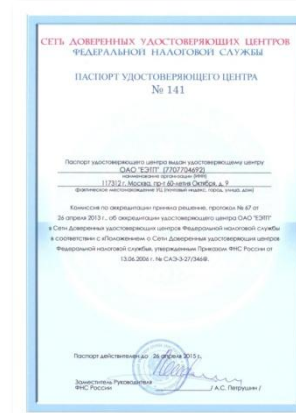 СЕТЬ ДОВЕРЕННЫХ УДОСТОВЕРЯЮЩИХ ЦЕНТРОВ
ФЕДЕРАЛЬНОЙ НАЛОГОВОЙ СЛУЖБЫ
ПАСПОРТ УДОСТОВЕРЯЮЩЕГО ЦЕНТРА
№ 141
Паспорт удостоверяющего центра выдан удостоверяющему центру
ОАО "ЕЭТП" (7707704692)
наименование организации (ИНН)
117312 г. Москва, пр-т 60-летия Октября, д. 9
фактическое местонахождение УЦ (почтовый индекс, город, улица, дом)
Комиссия по аккредитации приняла решение, протокол № 67 от
26 апреля 2013 г., об аккредитации удостоверяющего центра ОАО "ЕЭТП"
в Сети Доверенных удостоверяющих центров Федеральной налоговой службы
в соответствии с «Положением о Сети Доверенных удостоверяющих центров
Федеральной налоговой службы», утвержденным Приказом ФНС России от
13.06.2006 г. № САЭ-3-27/346@.
Паспорт действителен до 26 апреля 2015 г.
Заместитель Руководителя
ФНС России / А.С. Петрушин /